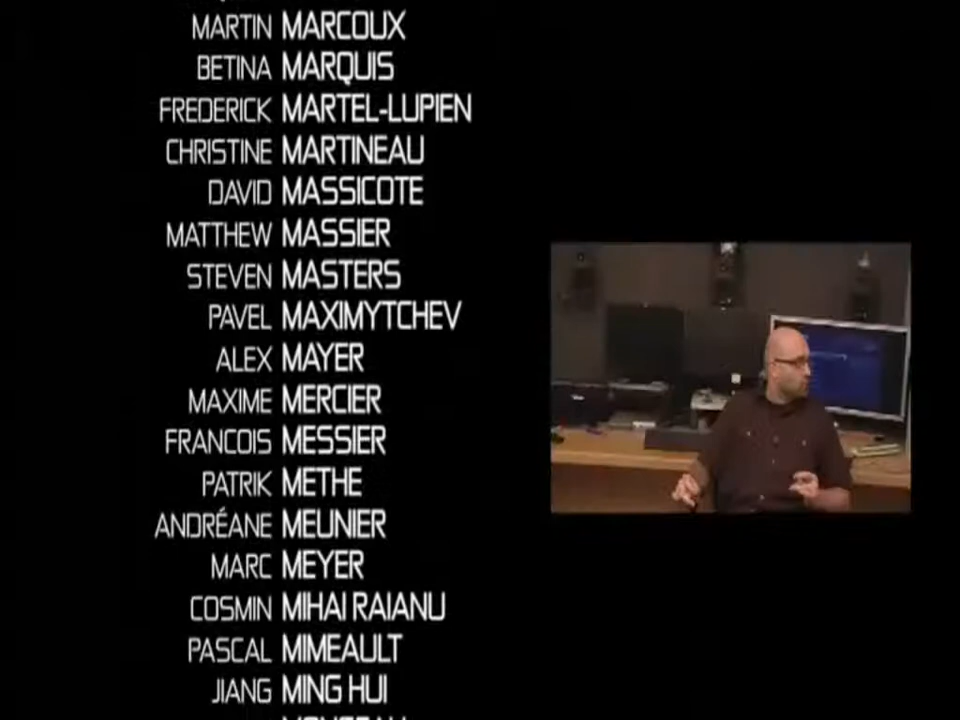 MARTIN MARCOUX
BETINA MARQUIS
FREDERICK MARTEL-LUPIEN
CHRISTINE MARTINEAU
DAVID MASSICOTE
MATTHEW MASSIER
STEVEN MASTERS
PAVEL MAXIMYTCHEV
ALEX MAYER
MAXIME MERCIER
FRANCOIS MESSIER
PATRIK METHE
ANDRÉANE MEUNIER
MARC MEYER
COSMIN MIHAI RAIANU
PASCAL MIMEAULT
JIANG MING HUI